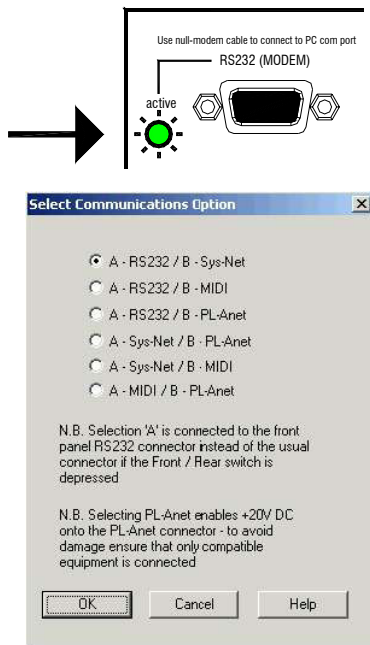 Use null-modem cable to connect to PC com port
RS232 (MODEM)
active
Select Communications Option
A - RS232 / B - Sys-Net
A - RS232 / B - MIDI
A - RS232 / B - PL-Anet
A - Sys-Net / B - PL-Anet
A - Sys-Net / B - MIDI
A - MIDI / B - PL-Anet
N.B. Selection 'A' is connected to the front
panel RS232 connector instead of the usual
connector if the Front / Rear switch is
depressed
N.B. Selecting PL-Anet enables +20V DC
onto the PL-Anet connector - to avoid
damage ensure that only compatible
equipment is connected
OK Cancel Help